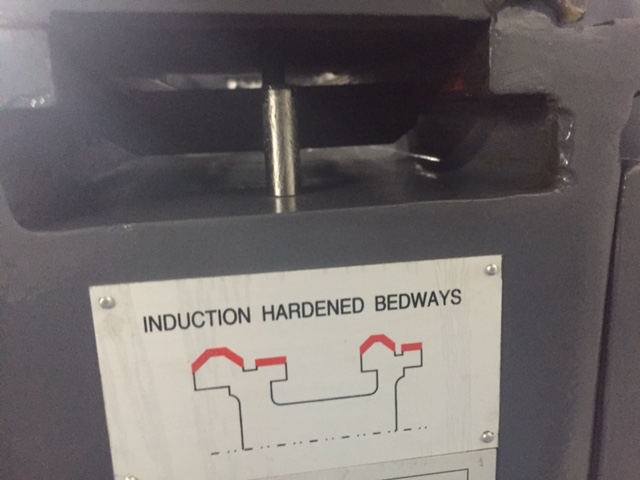 INDUCTION HARDENED BEDWAYS